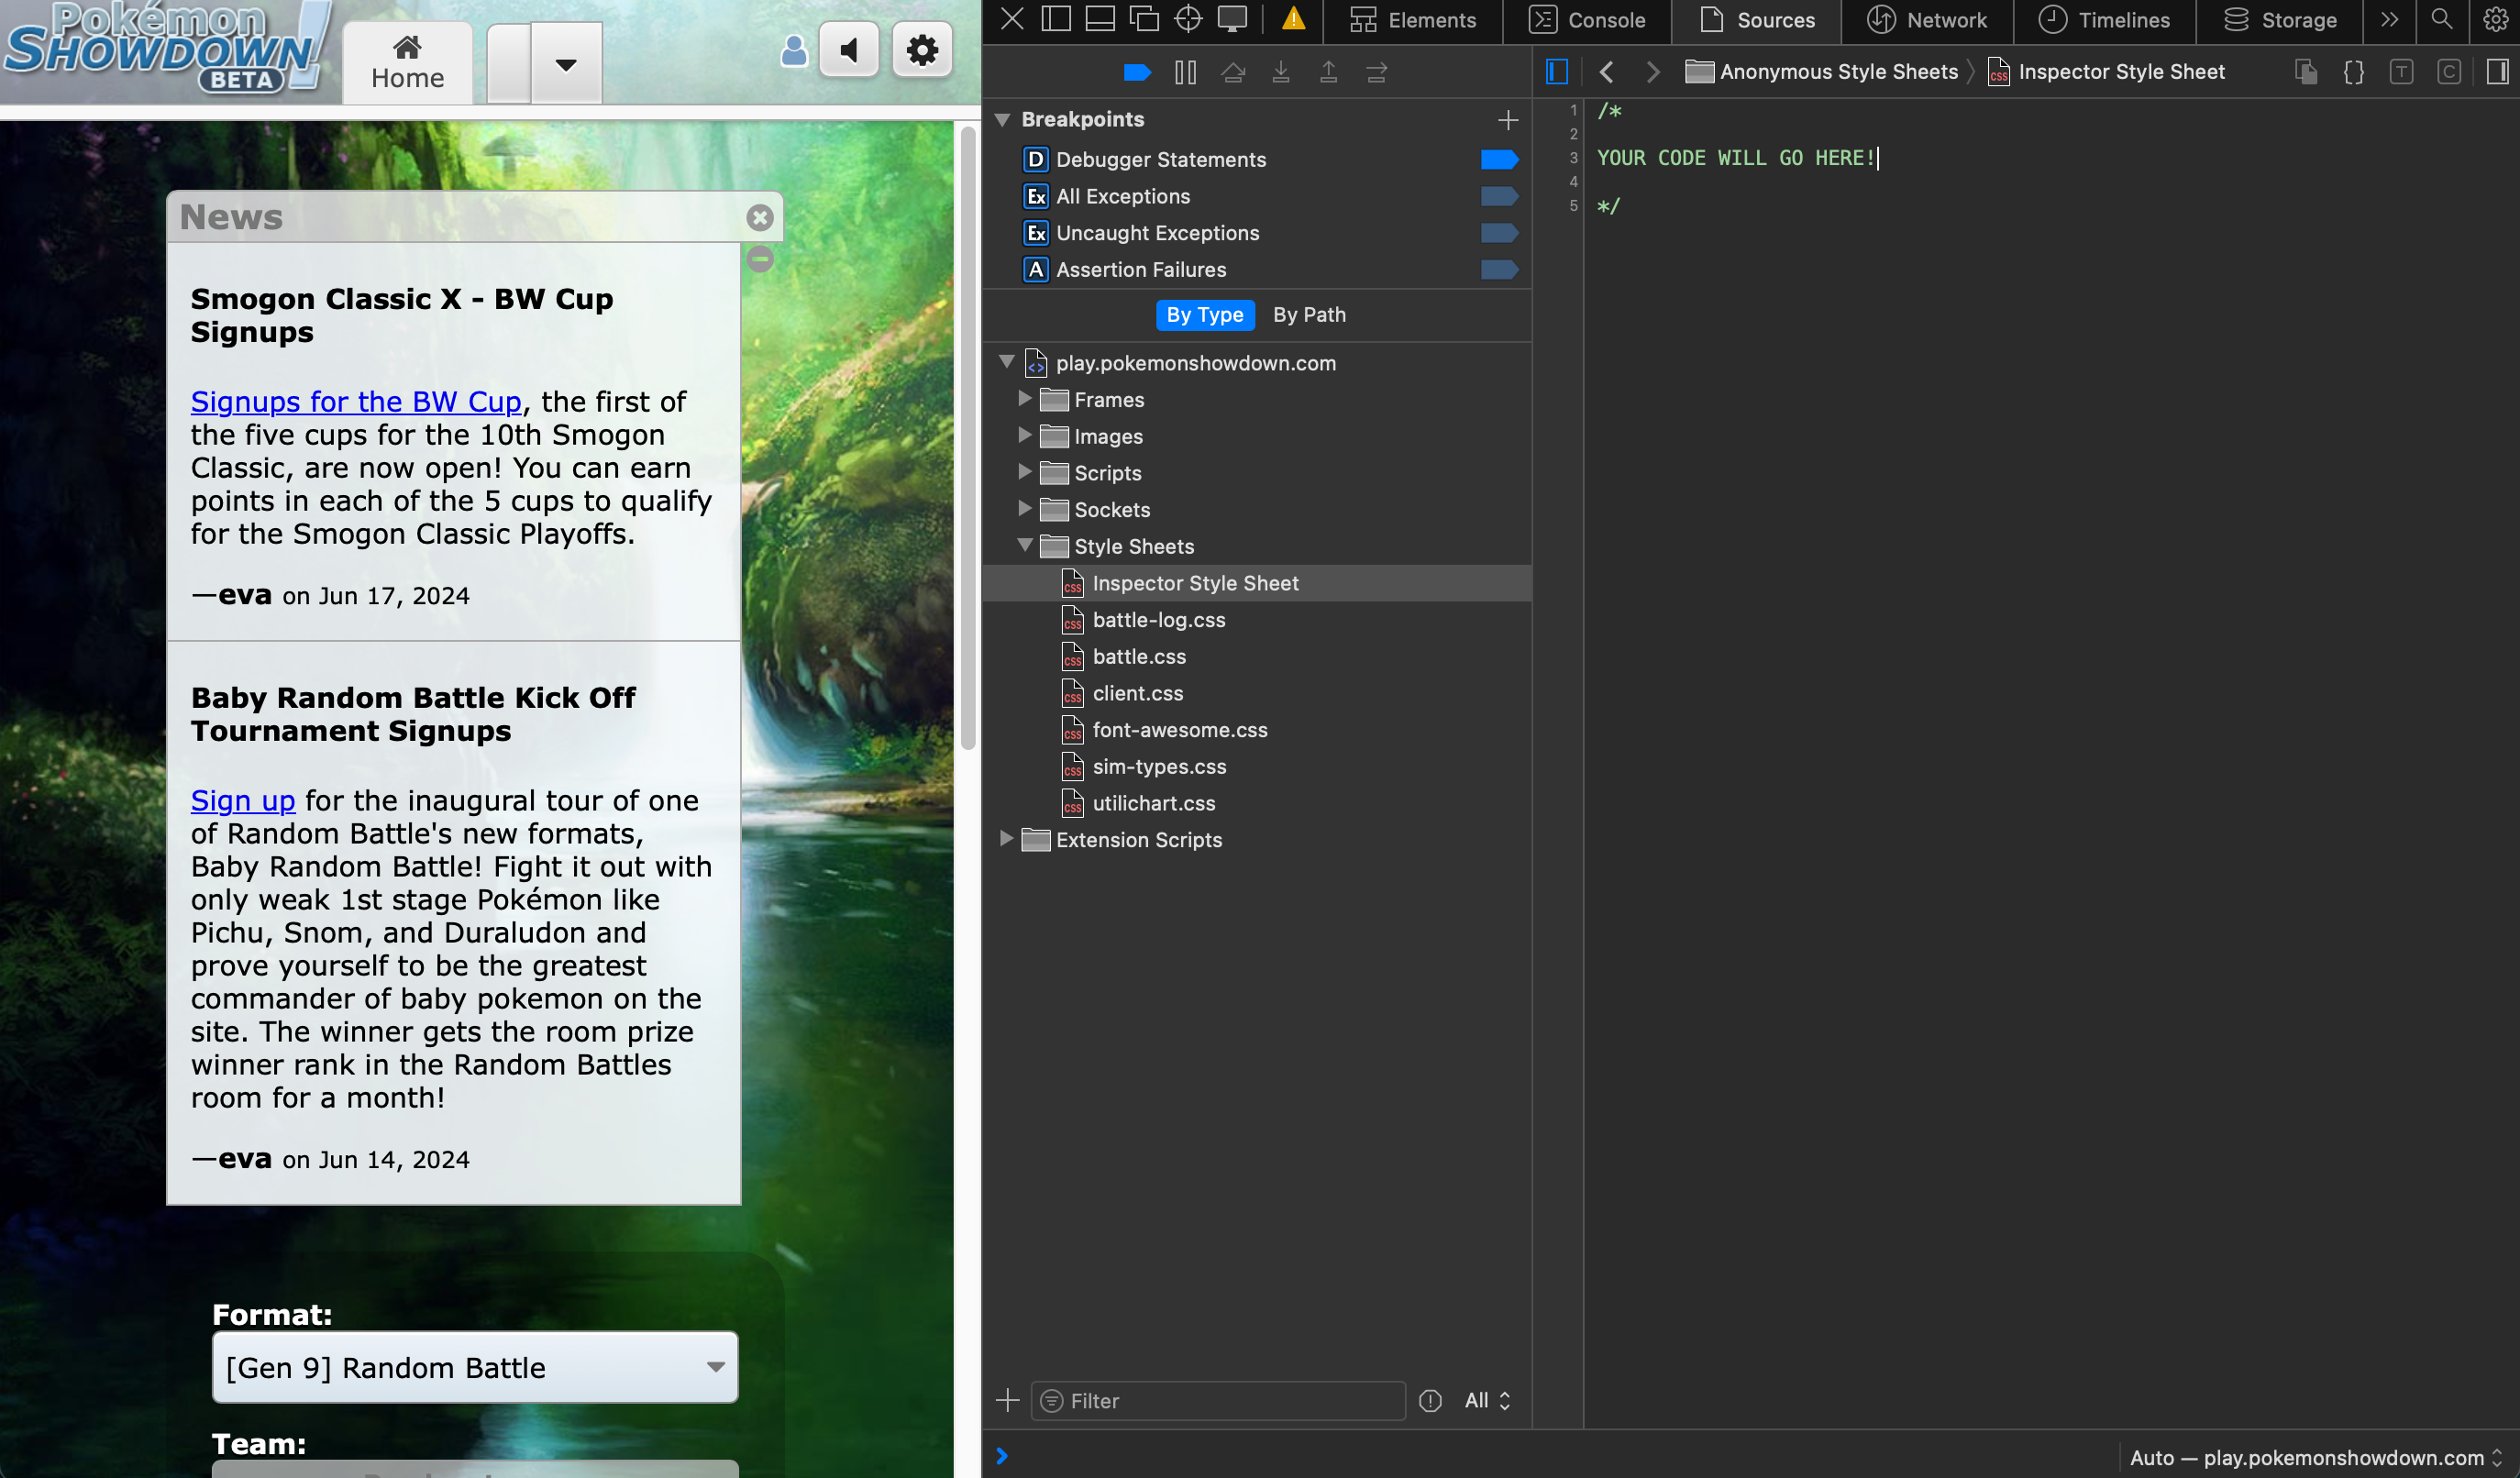 Pokémon
SHOWDOWN!
BETA
Home
News
Smogon Classic X - BW Cup
Signups
Signups for the BW Cup, the first of
the five cups for the 10th Smogon
Classic, are now open! You can earn
points in each of the 5 cups to qualify
for the Smogon Classic Playoffs.
—eva on Jun 17, 2024
Baby Random Battle Kick Off
Tournament Signups
Sign up for the inaugural tour of one
of Random Battle's new formats,
Baby Random Battle! Fight it out with
only weak 1st stage Pokémon like
Pichu, Snom, and Duraludon and
prove yourself to be the greatest
commander of baby pokemon on the
site. The winner gets the room prize
winner rank in the Random Battles
room for a month!
—eva on Jun 14, 2024
Format:
[Gen 9] Random Battle
Team:
Elements
Console
Sources
Network
Timelines
Storage
Breakpoints
D Debugger Statements
Ex All Exceptions
Ex Uncaught Exceptions
A Assertion Failures
By Type By Path
play.pokemonshowdown.com
Frames
Images
Scripts
Sockets
Style Sheets
css Inspector Style Sheet
css battle-log.css
css battle.css
css client.css
css font-awesome.css
css sim-types.css
css utilichart.css
Extension Scripts
Filter
All
Anonymous Style Sheets
css Inspector Style Sheet
{} T C
1 /*
2
3 YOUR CODE WILL GO HERE!
4
5 */
Auto — play.pokemonshowdown.com